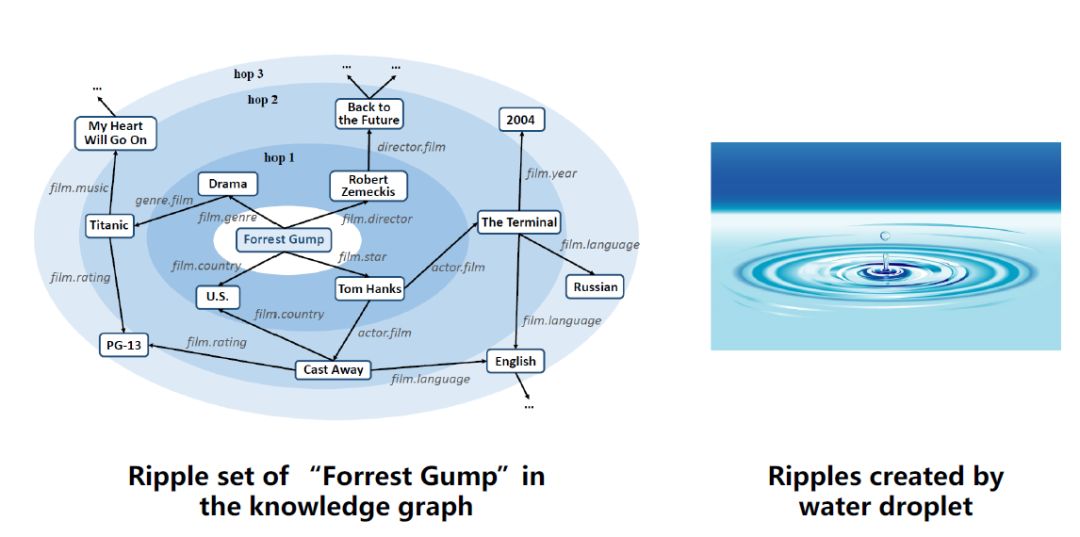 hop 3
...
...
...
hop 2
Back to
the Future
2004
My Heart
Will Go On
director.film
hop 1
film.year
Drama
Robert
Zemeckis
film.music
genre.film
film.genre
film.director
Titanic
The Terminal
Forrest Gump
film.language
film.star
film.country
actor.film
film.rating
U.S.
Tom Hanks
Russian
film.country
film.language
actor.film
PG-13
film.rating
English
Cast Away
film.language
...
Ripple set of “Forrest Gump” in
the knowledge graph
Ripples created by
water droplet